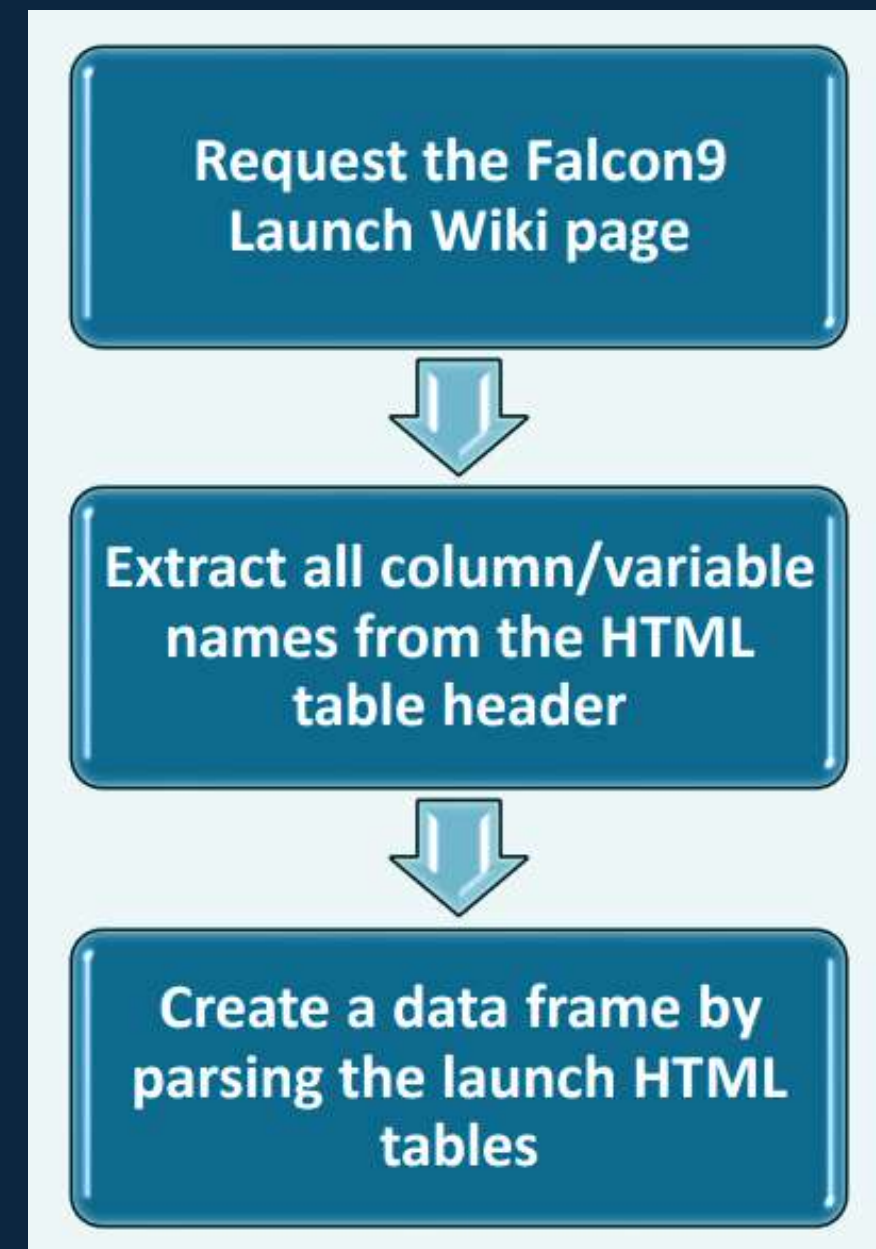 Request the Falcon9
Launch Wiki page
Extract all column/variable
names from the HTML
table header
Create a data frame by
parsing the launch HTML
tables